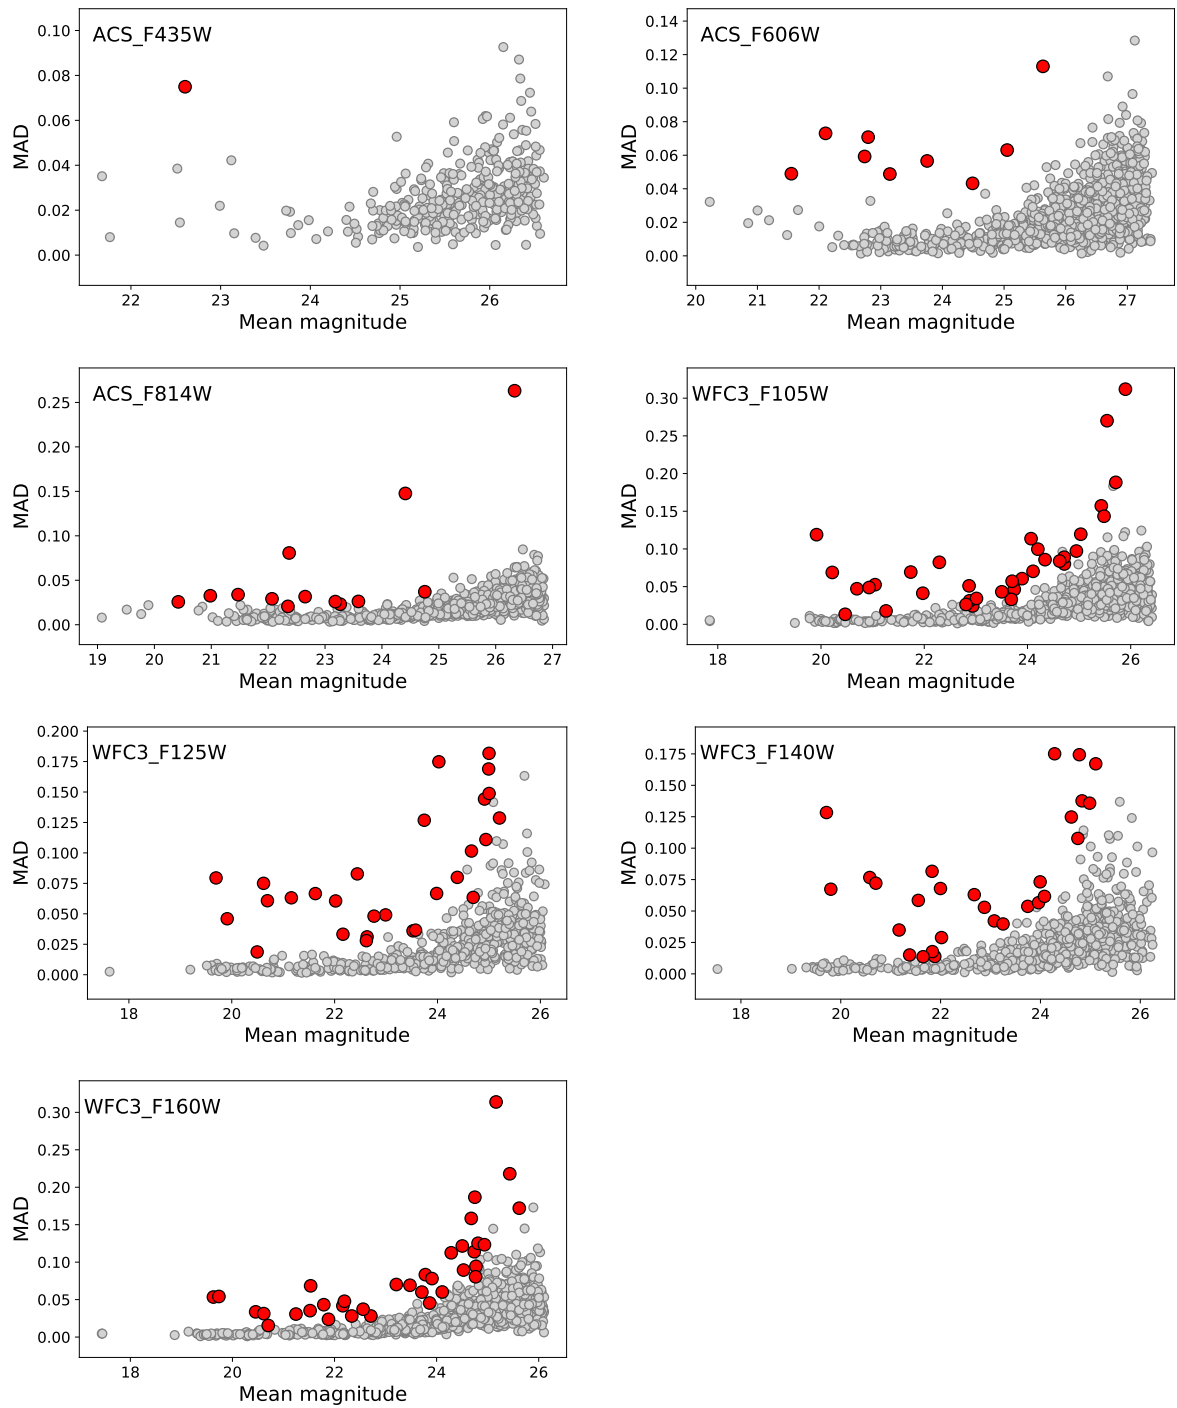 ACS_F435W
0.10
0.08
0.06
0.04
0.02
0.00
MAD
22 23 24 25 26
Mean magnitude
ACS_F606W
0.14
0.12
0.10
0.08
0.06
0.04
0.02
0.00
MAD
20 21 22 23 24 25 26 27
Mean magnitude
ACS_F814W
0.25
0.20
0.15
0.10
0.05
0.00
MAD
19 20 21 22 23 24 25 26 27
Mean magnitude
WFC3_F105W
0.30
0.25
0.20
0.15
0.10
0.05
0.00
MAD
18 20 22 24 26
Mean magnitude
WFC3_F125W
0.200
0.175
0.150
0.125
0.100
0.075
0.050
0.025
0.000
MAD
18 20 22 24 26
Mean magnitude
WFC3_F140W
0.175
0.150
0.125
0.100
0.075
0.050
0.025
0.000
MAD
18 20 22 24 26
Mean magnitude
WFC3_F160W
0.30
0.25
0.20
0.15
0.10
0.05
0.00
MAD
18 20 22 24 26
Mean magnitude